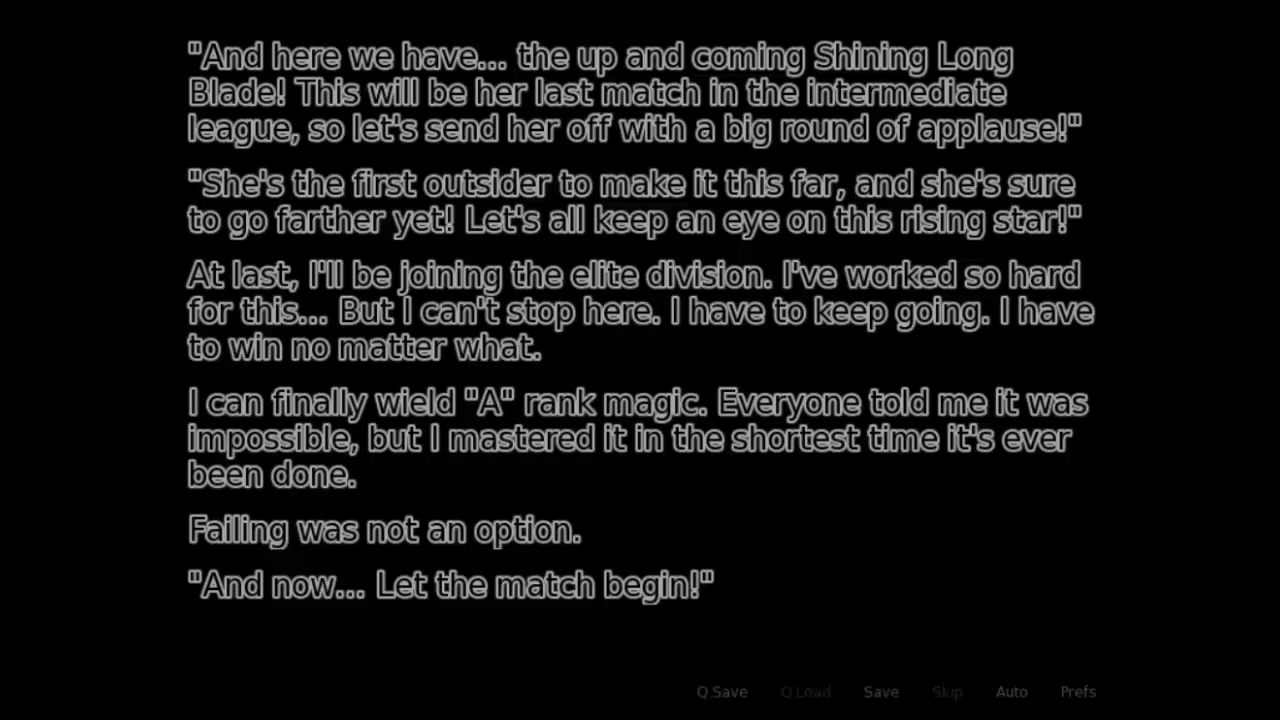 "And here we have... the up and coming Shining Long
Blade! This will be her last match in the intermediate
league, so let's send her off with a big round of applause!"
"She's the first outsider to make it this far, and she's sure
to go farther yet! Let's all keep an eye on this rising star!"
At last, I'll be joining the elite division. I've worked so hard
for this... But I can't stop here. I have to keep going. I have
to win no matter what.
I can finally wield "A" rank magic. Everyone told me it was
impossible, but I mastered it in the shortest time it's ever
been done.
Failing was not an option.
"And now... Let the match begin!"
Q.Save Q.Load Save Skip Auto Prefs